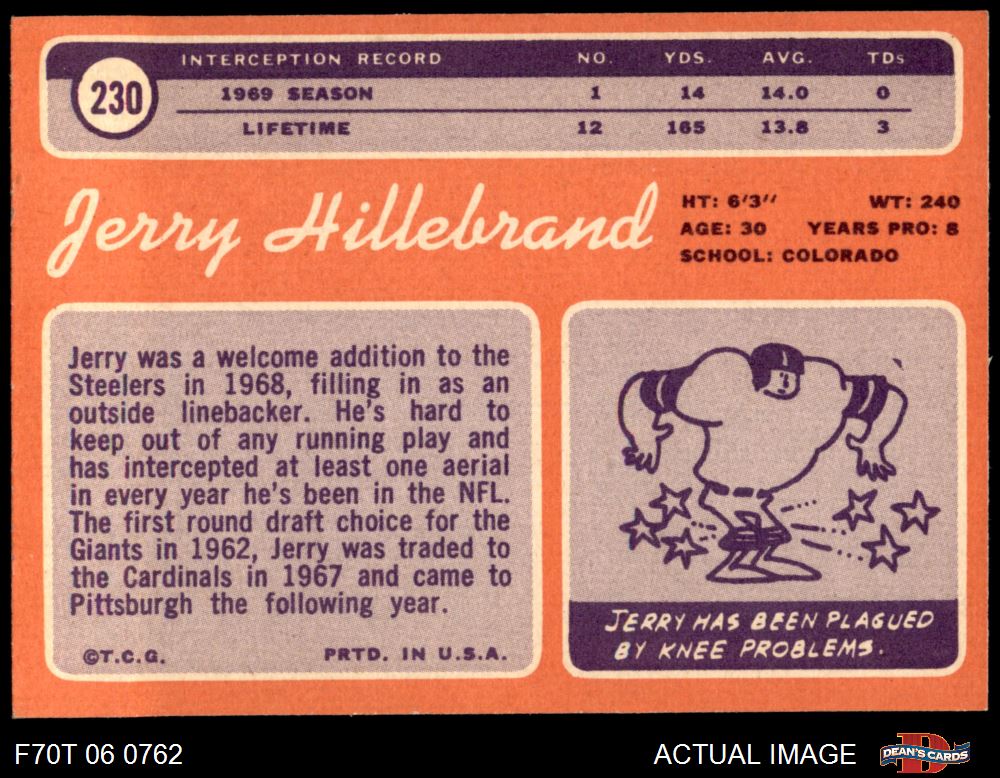 INTERCEPTION RECORD NO. YDS. AVG. TDs
230
1969 SEASON 1 14 14.0 0
LIFETIME 12 165 13.8 3
Jerry Hillebrand
HT: 6'3" WT: 240
AGE: 30 YEARS PRO: 8
SCHOOL: COLORADO
Jerry was a welcome addition to the
Steelers in 1968, filling in as an
outside linebacker. He's hard to
keep out of any running play and
has intercepted at least one aerial
in every year he's been in the NFL.
The first round draft choice for the
Giants in 1962, Jerry was traded to
the Cardinals in 1967 and came to
Pittsburgh the following year.
©T.C.G. PRTD. IN U.S.A.
JERRY HAS BEEN PLAGUED
BY KNEE PROBLEMS.
F70T 06 0762
ACTUAL IMAGE
DEAN'S CARDS